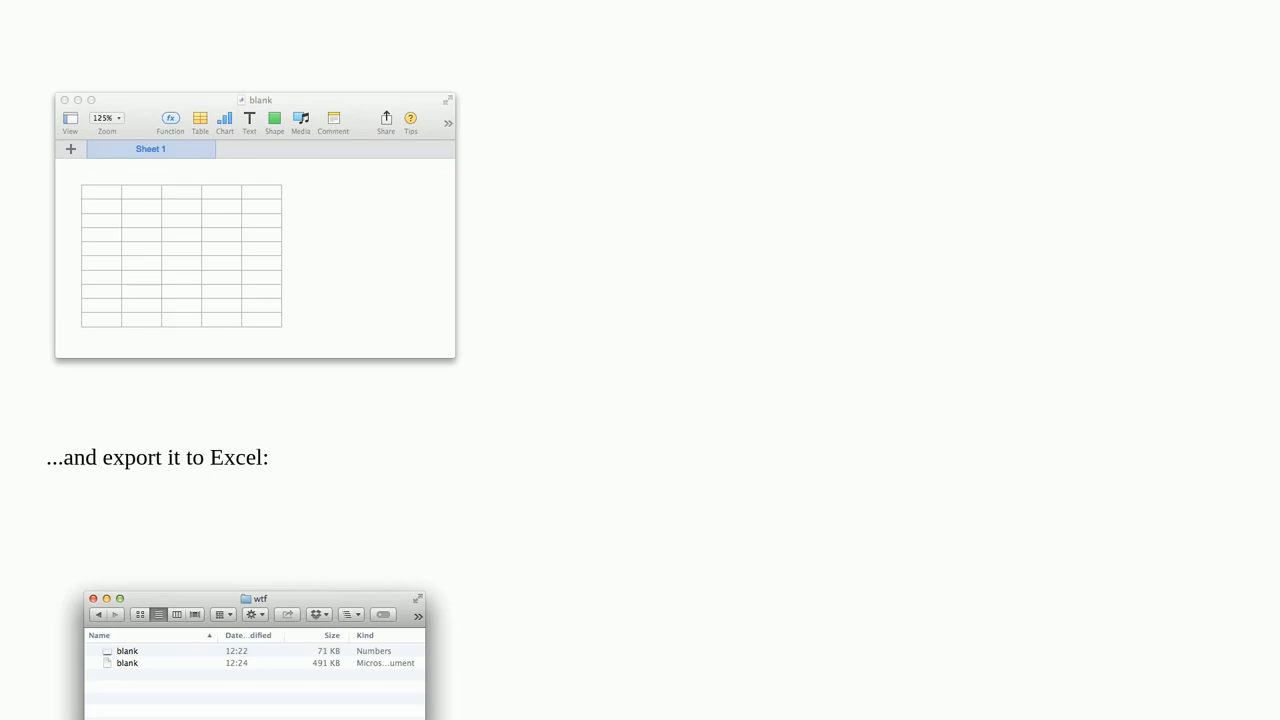 blank
125%
View Zoom Function Table Chart Text Shape Media Comment Share Tips
Sheet 1
...and export it to Excel:
wtf
Name Date...dified Size Kind
blank 12:22 71 KB Numbers
blank 12:24 491 KB Micros...ument